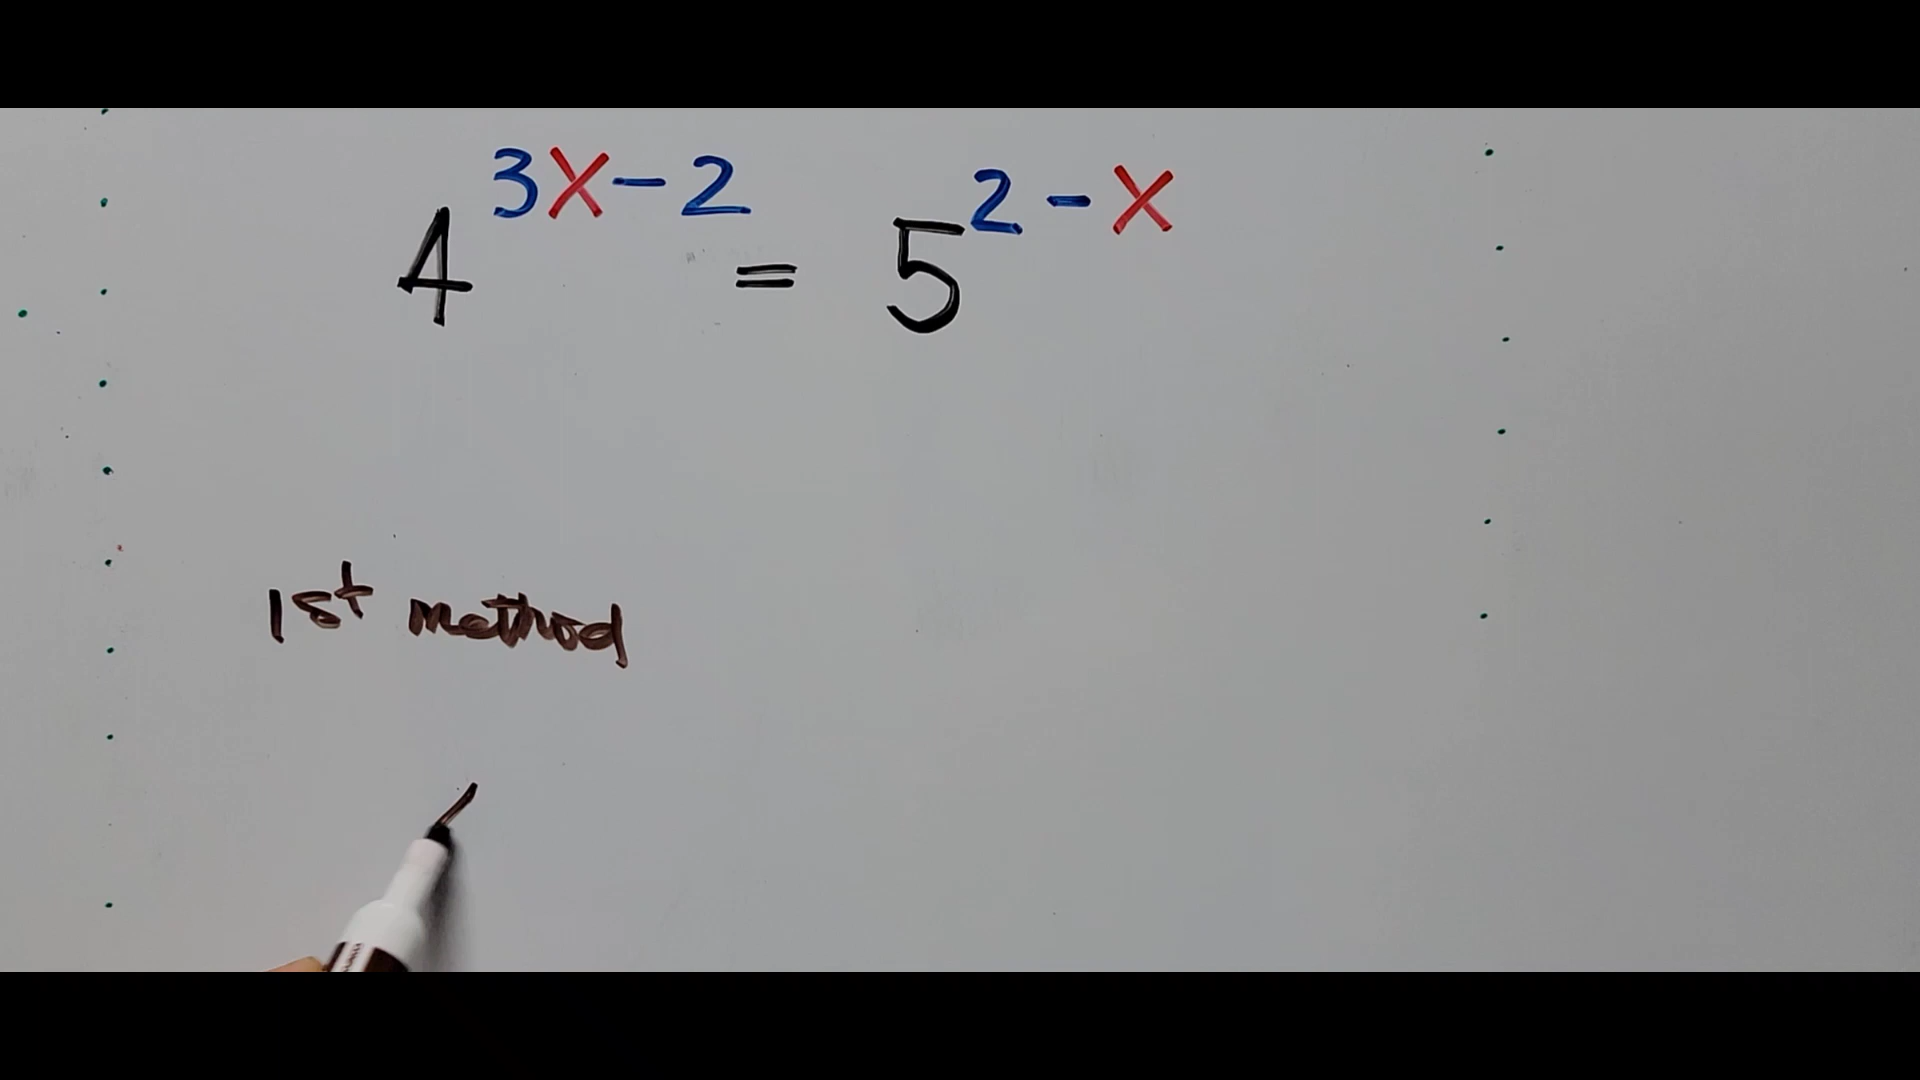 4^{3X-2} = 5^{2-X}
1st method